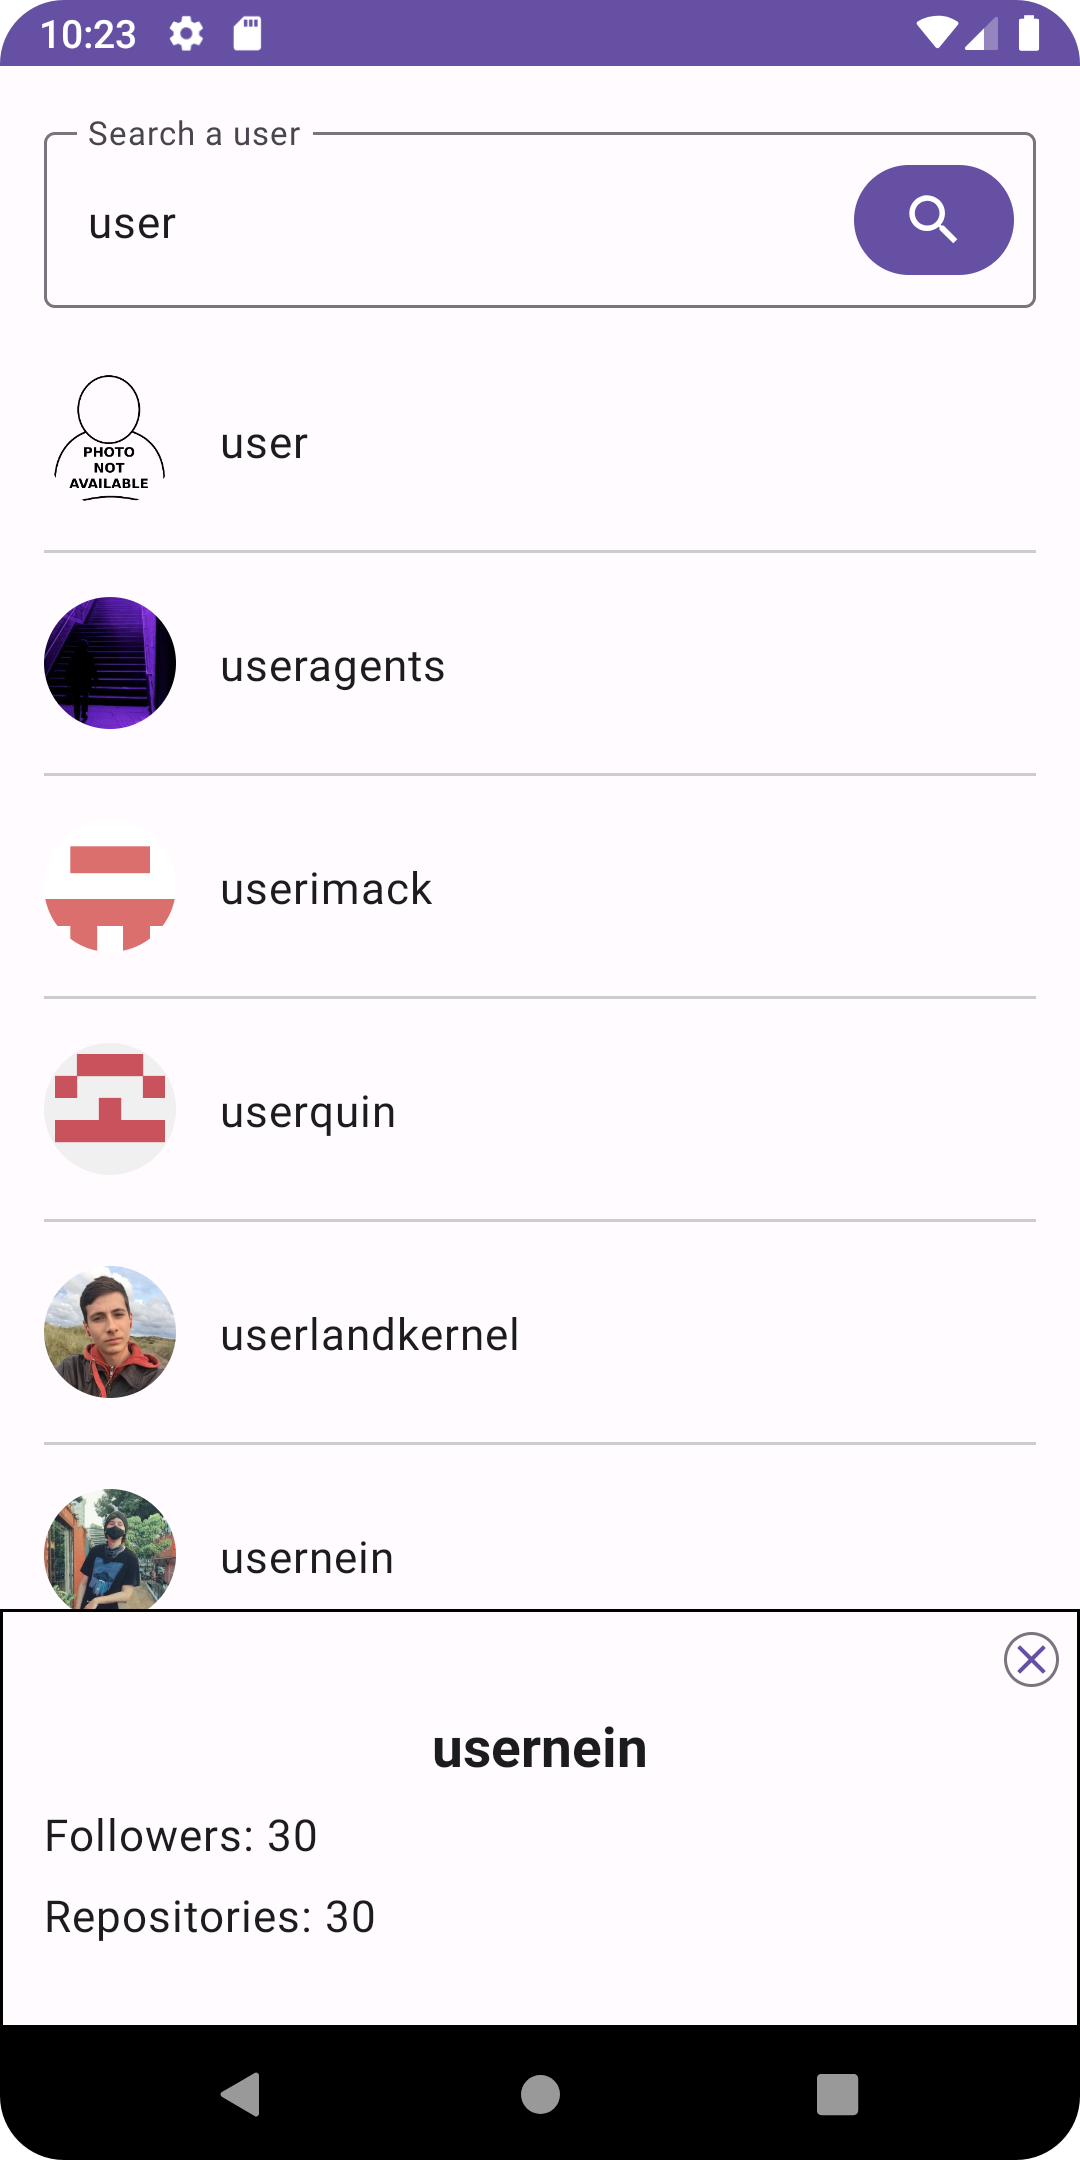 10:23
Search a user
user
PHOTO
NOT
AVAILABLE
user
useragents
userimack
userquin
userlandkernel
usernein
usernein
Followers: 30
Repositories: 30